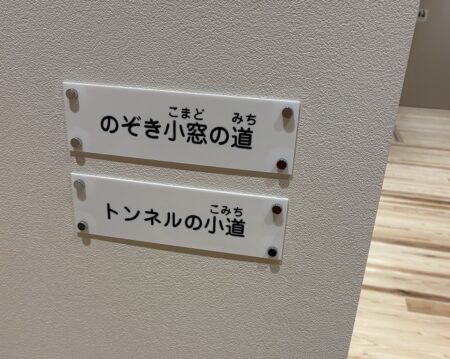 のぞき小窓の道
こまど みち
トンネルの小道
こみち